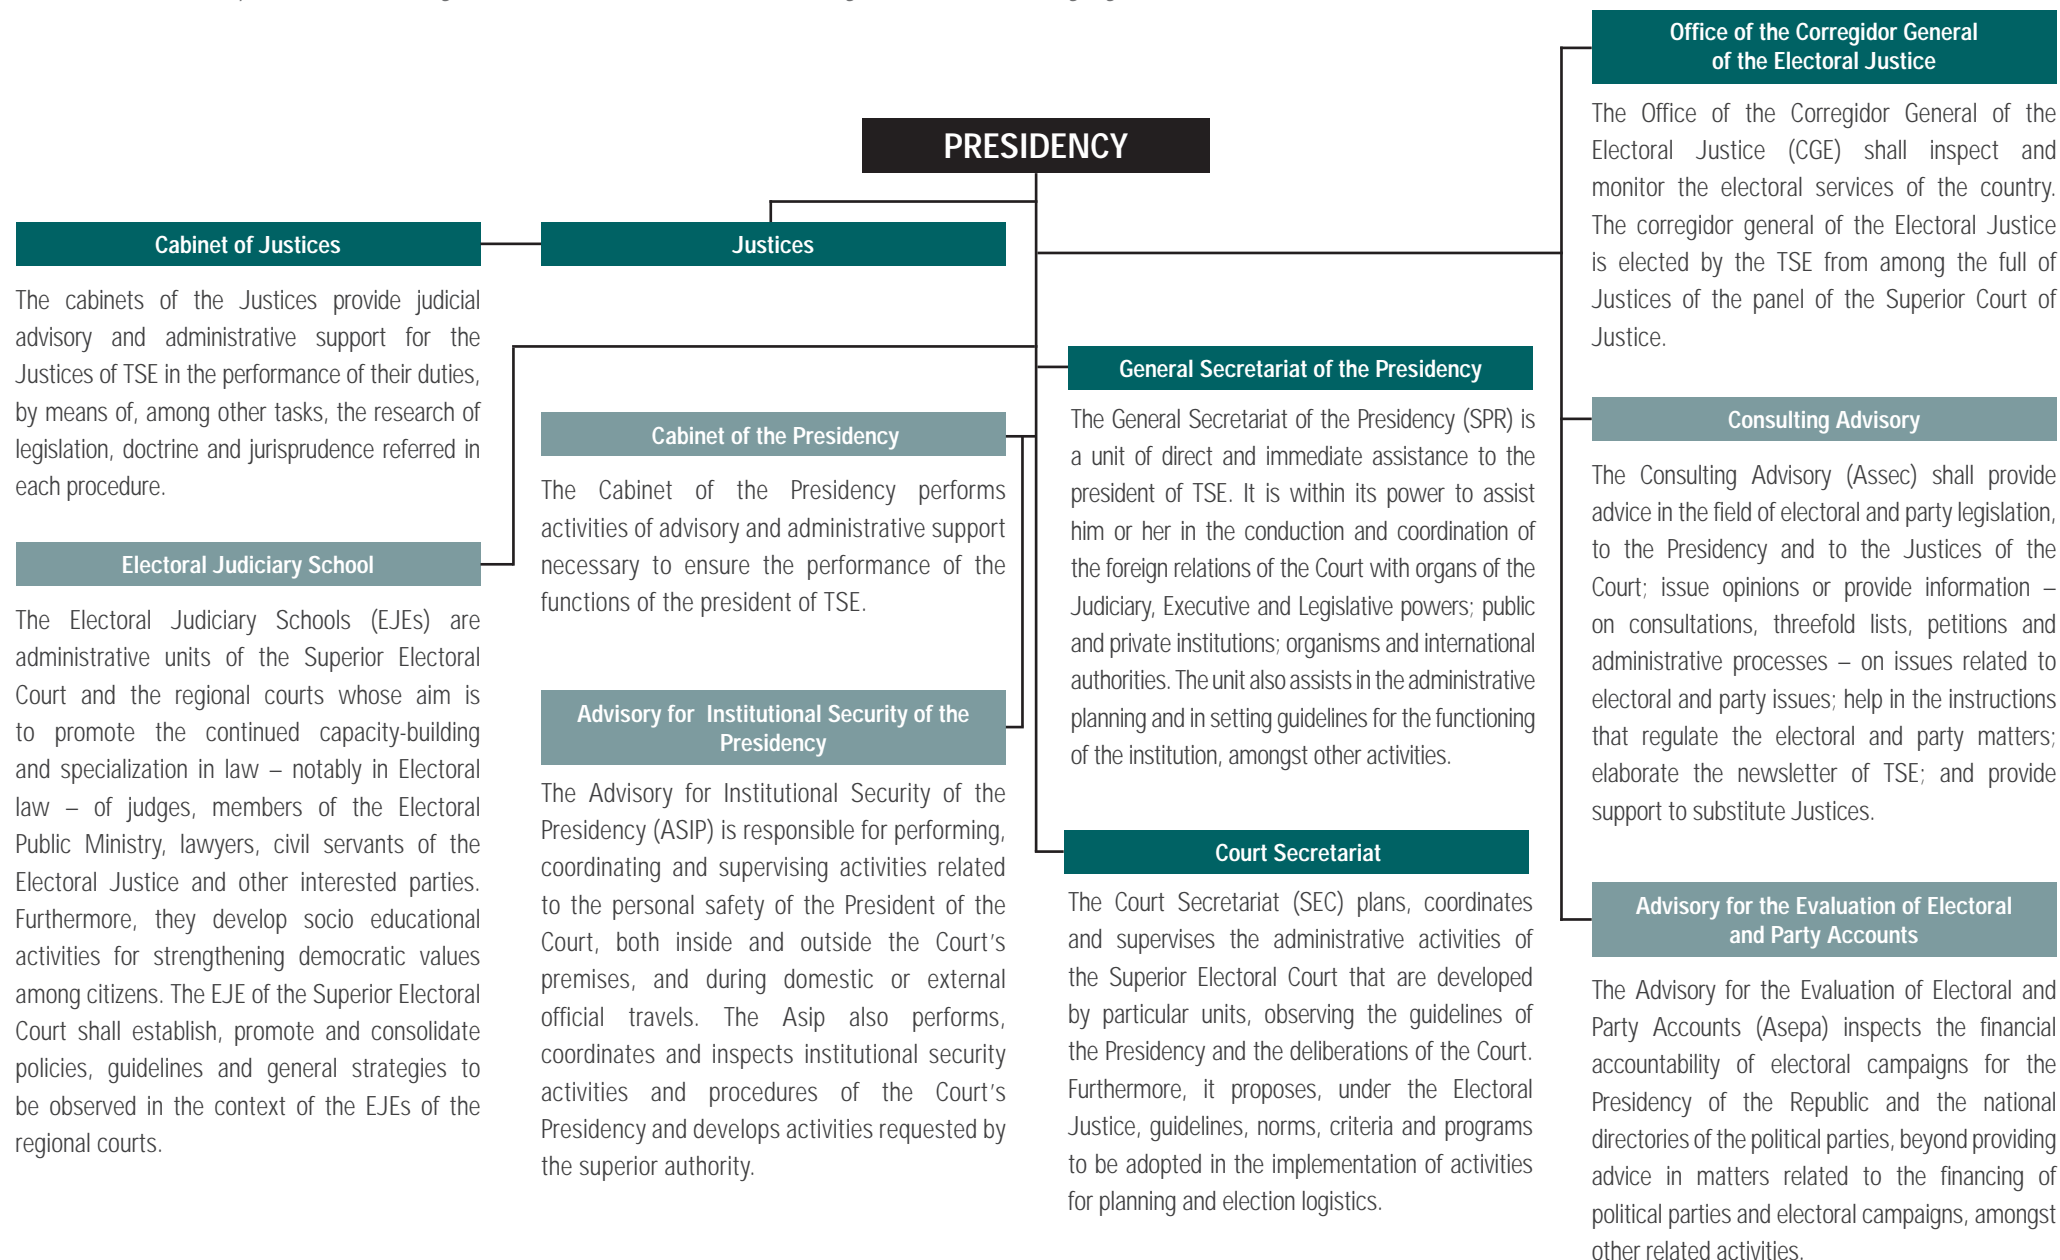 PRESIDENCY
Cabinet of Justices
The cabinets of the Justices provide judicial
advisory and administrative support for the
Justices of TSE in the performance of their duties,
by means of, among other tasks, the research of
legislation, doctrine and jurisprudence referred in
each procedure.
Electoral Judiciary School
The Electoral Judiciary Schools (EJEs) are
administrative units of the Superior Electoral
Court and the regional courts whose aim is
to promote the continued capacity-building
and specialization in law – notably in Electoral
law – of judges, members of the Electoral
Public Ministry, lawyers, civil servants of the
Electoral Justice and other interested parties.
Furthermore, they develop socio educational
activities for strengthening democratic values
among citizens. The EJE of the Superior Electoral
Court shall establish, promote and consolidate
policies, guidelines and general strategies to
be observed in the context of the EJEs of the
regional courts.
Justices
Cabinet of the Presidency
The Cabinet of the Presidency performs
activities of advisory and administrative support
necessary to ensure the performance of the
functions of the president of TSE.
Advisory for Institutional Security of the
Presidency
The Advisory for Institutional Security of the
Presidency (ASIP) is responsible for performing,
coordinating and supervising activities related
to the personal safety of the President of the
Court, both inside and outside the Court's
premises, and during domestic or external
official travels. The Asip also performs,
coordinates and inspects institutional security
activities and procedures of the Court's
Presidency and develops activities requested by
the superior authority.
General Secretariat of the Presidency
The General Secretariat of the Presidency (SPR) is
a unit of direct and immediate assistance to the
president of TSE. It is within its power to assist
him or her in the conduction and coordination of
the foreign relations of the Court with organs of the
Judiciary, Executive and Legislative powers; public
and private institutions; organisms and international
authorities. The unit also assists in the administrative
planning and in setting guidelines for the functioning
of the institution, amongst other activities.
Court Secretariat
The Court Secretariat (SEC) plans, coordinates
and supervises the administrative activities of
the Superior Electoral Court that are developed
by particular units, observing the guidelines of
the Presidency and the deliberations of the Court.
Furthermore, it proposes, under the Electoral
Justice, guidelines, norms, criteria and programs
to be adopted in the implementation of activities
for planning and election logistics.
Office of the Corregidor General
of the Electoral Justice
The Office of the Corregidor General of the
Electoral Justice (CGE) shall inspect and
monitor the electoral services of the country.
The corregidor general of the Electoral Justice
is elected by the TSE from among the full of
Justices of the panel of the Superior Court of
Justice.
Consulting Advisory
The Consulting Advisory (Assec) shall provide
advice in the field of electoral and party legislation,
to the Presidency and to the Justices of the
Court; issue opinions or provide information –
on consultations, threefold lists, petitions and
administrative processes – on issues related to
electoral and party issues; help in the instructions
that regulate the electoral and party matters;
elaborate the newsletter of TSE; and provide
support to substitute Justices.
Advisory for the Evaluation of Electoral
and Party Accounts
The Advisory for the Evaluation of Electoral and
Party Accounts (Asepa) inspects the financial
accountability of electoral campaigns for the
Presidency of the Republic and the national
directories of the political parties, beyond providing
advice in matters related to the financing of
political parties and electoral campaigns, amongst
other related activities.